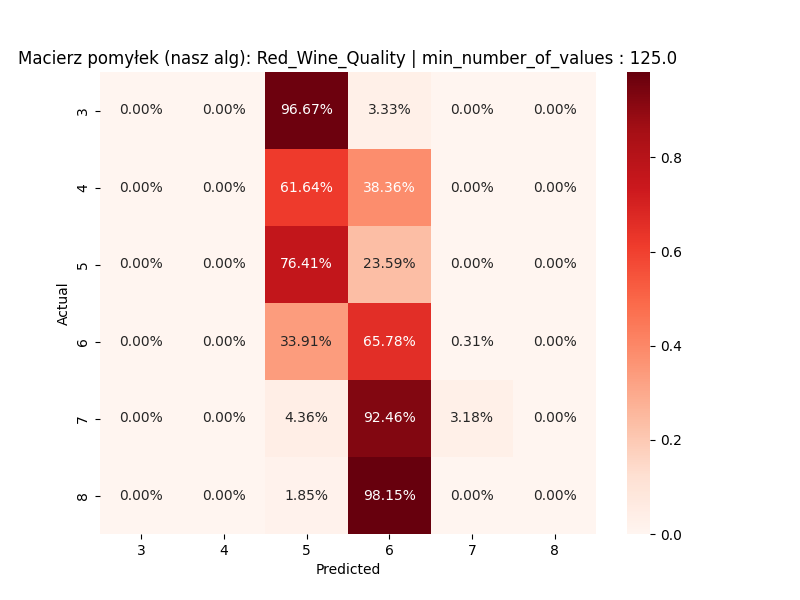 Macierz pomyłek (nasz alg): Red_Wine_Quality | min_number_of_values : 125.0
3 0.00% 0.00% 96.67% 3.33% 0.00% 0.00%
4 0.00% 0.00% 61.64% 38.36% 0.00% 0.00%
5 0.00% 0.00% 76.41% 23.59% 0.00% 0.00%
6 0.00% 0.00% 33.91% 65.78% 0.31% 0.00%
7 0.00% 0.00% 4.36% 92.46% 3.18% 0.00%
8 0.00% 0.00% 1.85% 98.15% 0.00% 0.00%
Actual
3 4 5 6 7 8
Predicted
0.8
0.6
0.4
0.2
0.0